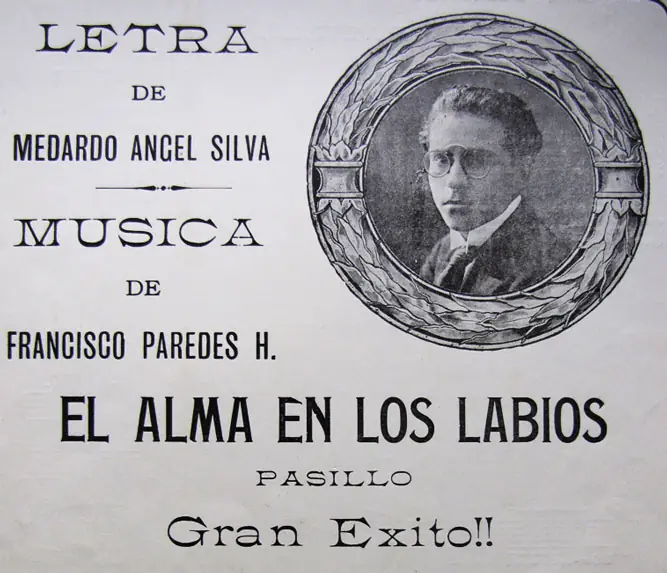 LETRA
DE
MEDARDO ANGEL SILVA
MUSICA
DE
FRANCISCO PAREDES H.
EL ALMA EN LOS LABIOS
PASILLO
Gran Exito!!